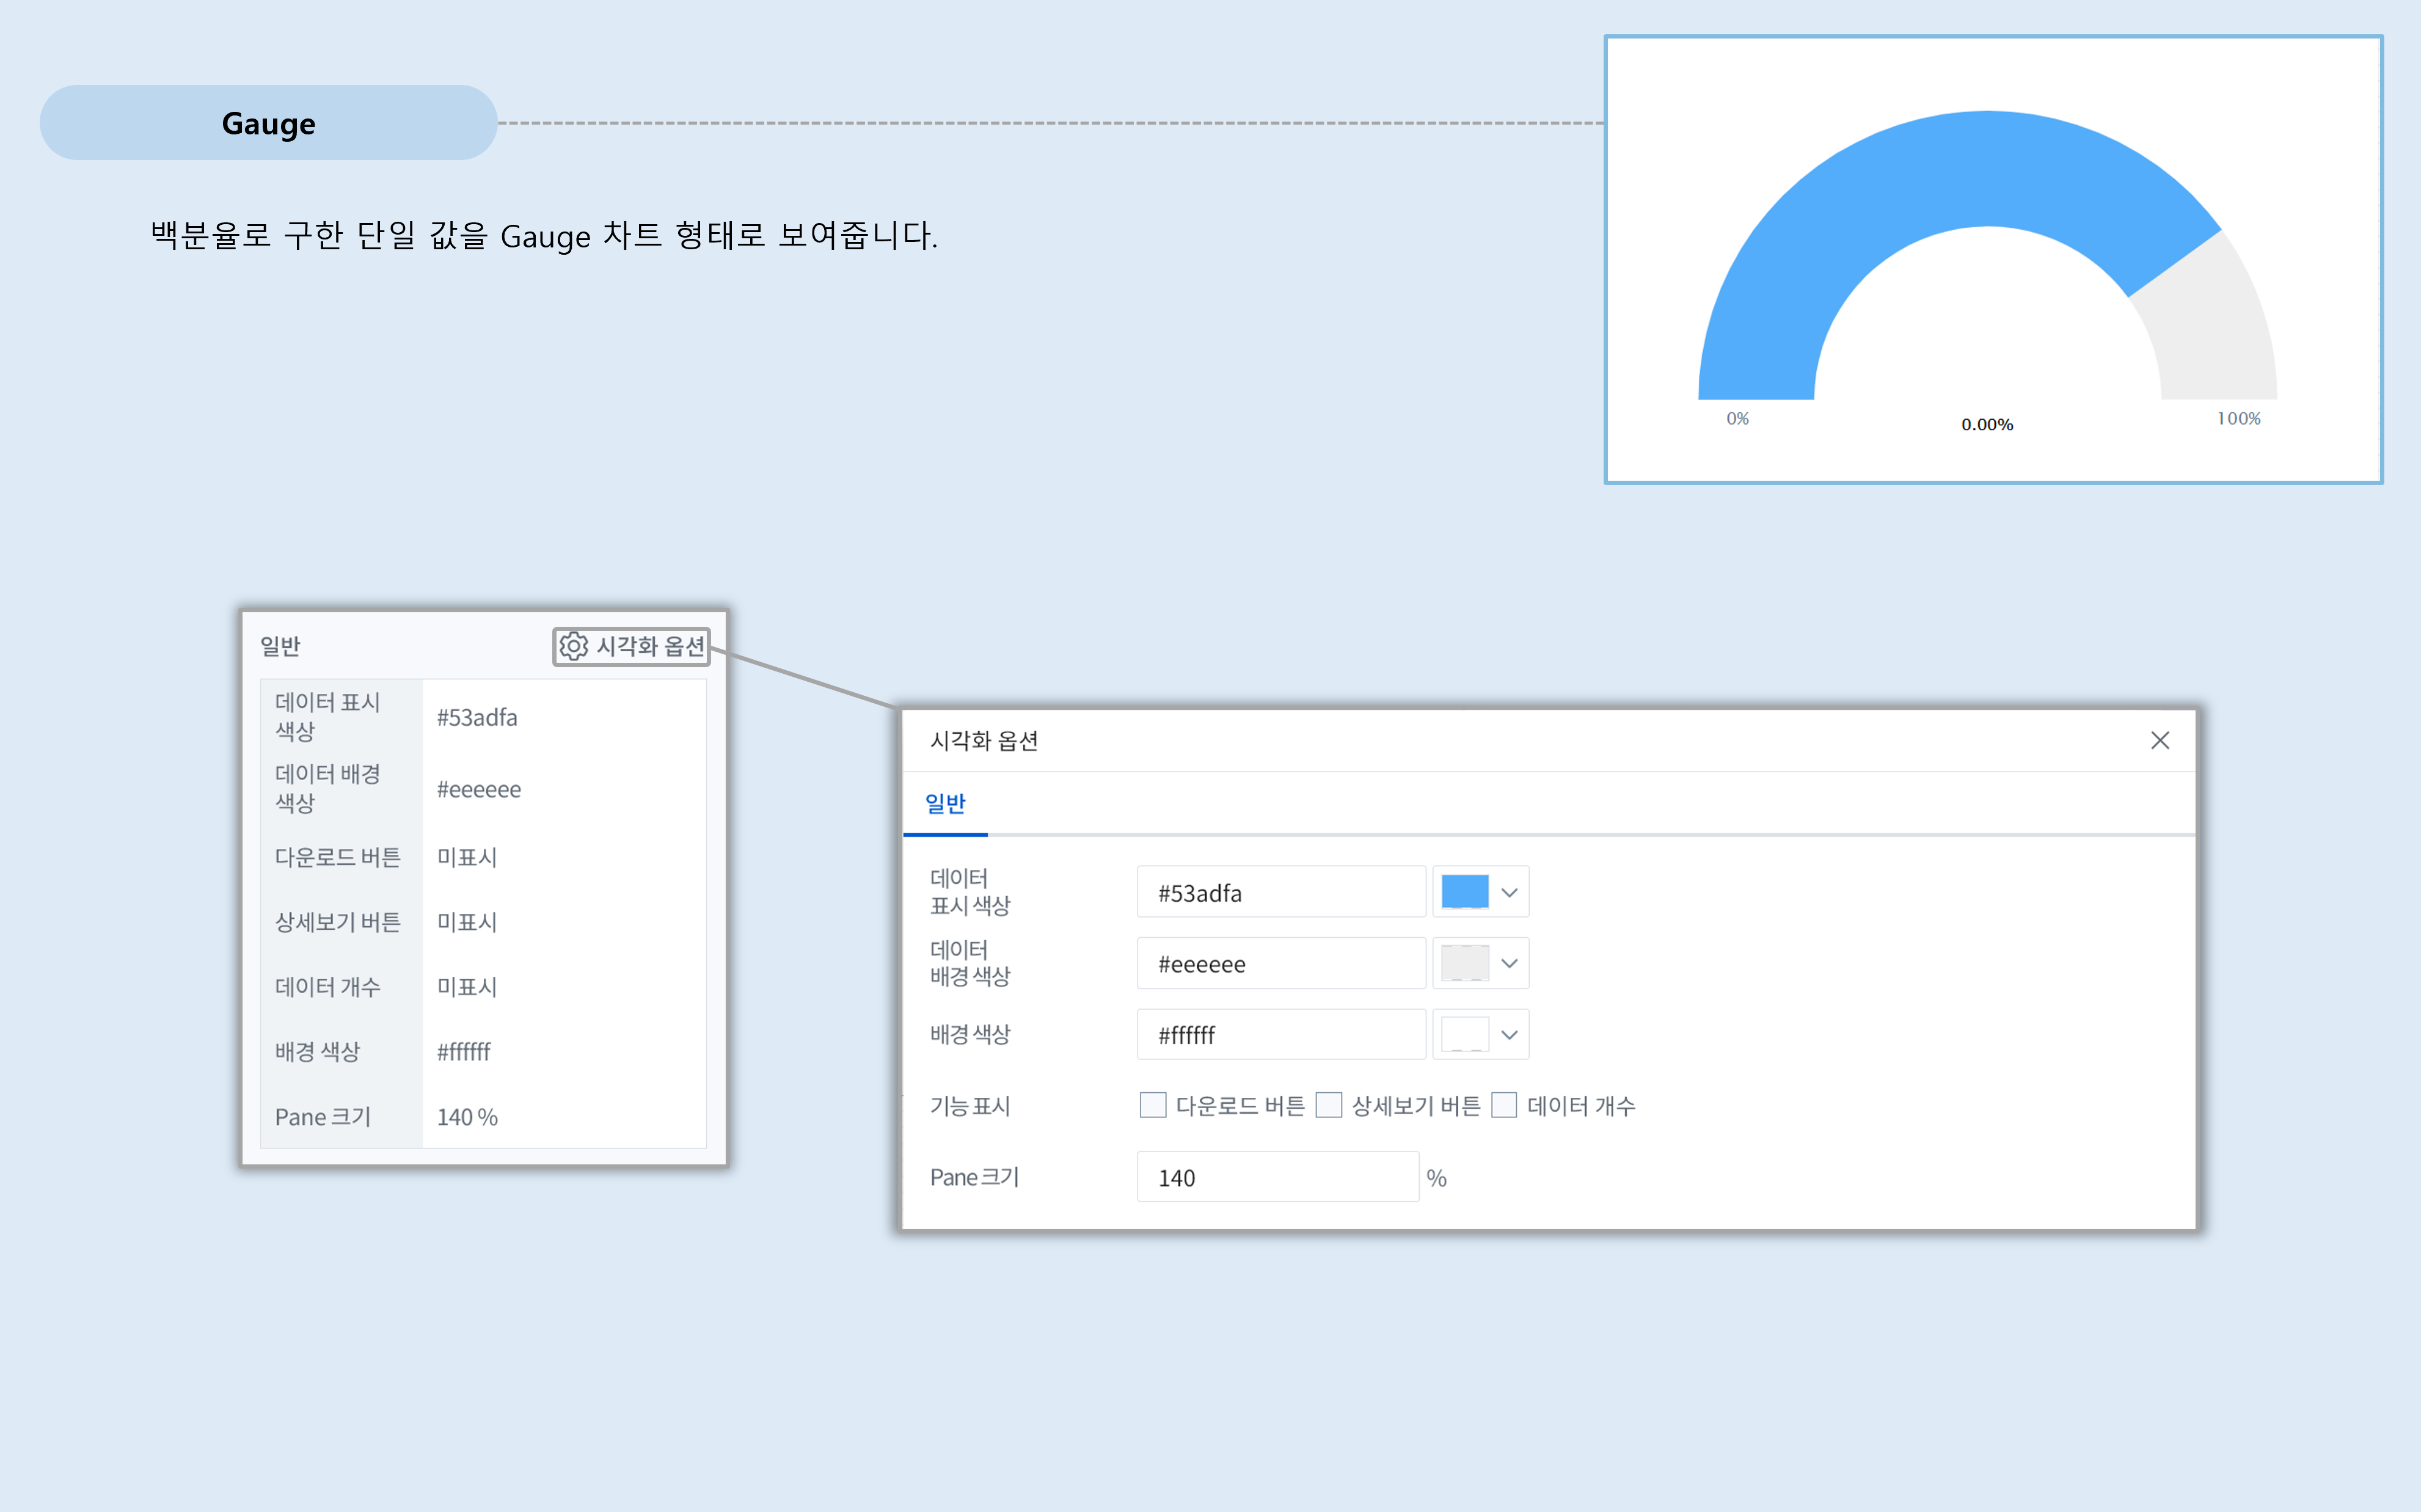 Gauge
백분율로 구한 단일 값을 Gauge 차트 형태로 보여줍니다.
0%
0.00%
100%
일반
시각화 옵션
데이터 표시
색상
#53adfa
데이터 배경
색상
#eeeeee
다운로드 버튼
미표시
상세보기 버튼
미표시
데이터 개수
미표시
배경 색상
#ffffff
Pane 크기
140 %
시각화 옵션
일반
데이터
표시 색상
#53adfa
데이터
배경 색상
#eeeeee
배경 색상
#ffffff
기능 표시
다운로드 버튼
상세보기 버튼
데이터 개수
Pane 크기
140
%